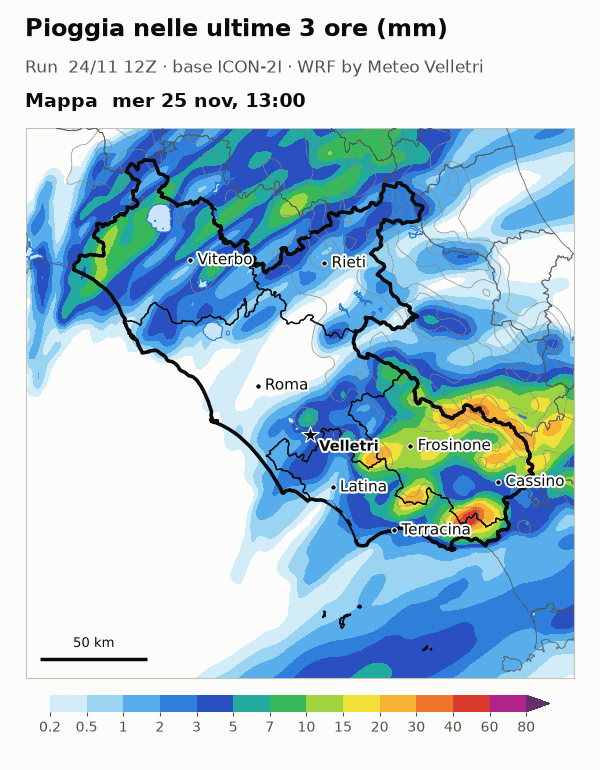 Pioggia nelle ultime 3 ore (mm)
Run 24/11 12Z · base ICON-2I · WRF by Meteo Velletri
Mappa mer 25 nov, 13:00
Viterbo
Rieti
Roma
Velletri
Frosinone
Cassino
Latina
Terracina
50 km
0.2 0.5 1 2 3 5 7 10 15 20 30 40 60 80